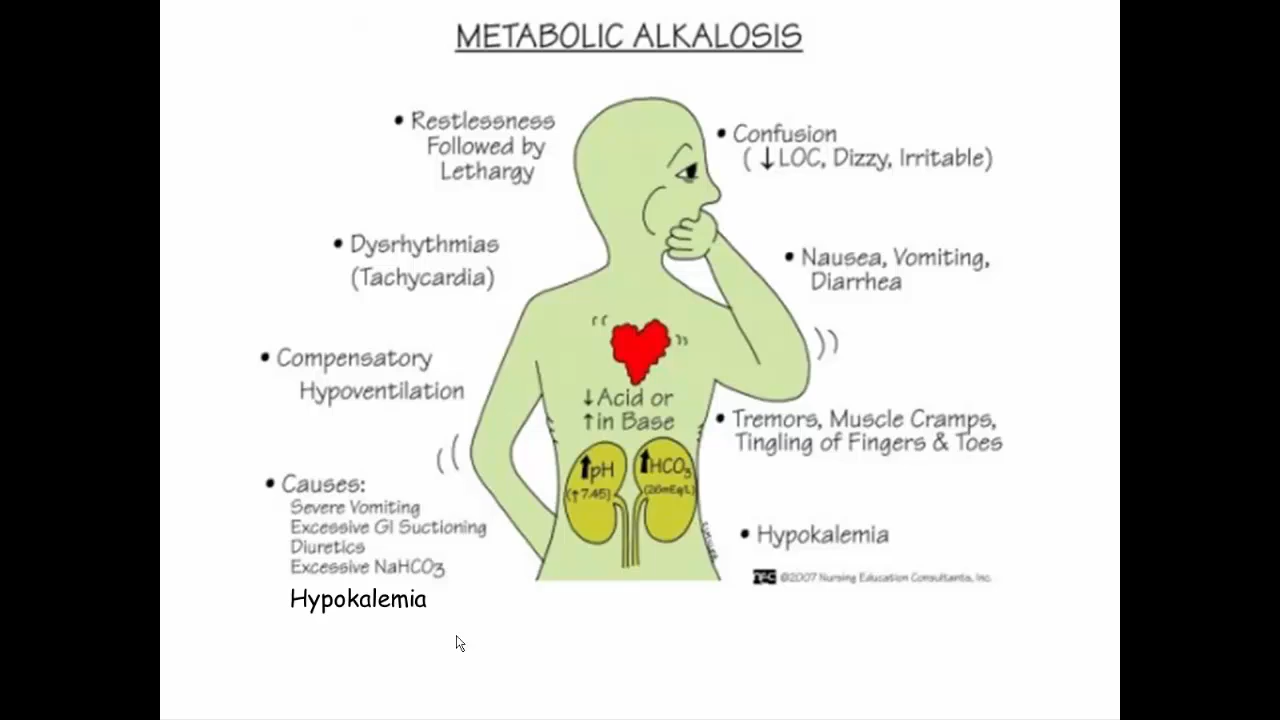 METABOLIC ALKALOSIS
• Restlessness
Followed by
Lethargy
• Confusion
( ↓LOC, Dizzy, Irritable)
• Dysrhythmias
(Tachycardia)
• Nausea, Vomiting,
Diarrhea
• Compensatory
Hypoventilation
↓Acid or
↑in Base
• Tremors, Muscle Cramps,
Tingling of Fingers & Toes
↑pH
(↑7.45)
↑HCO3
(26mEq/L)
• Causes:
Severe Vomiting
Excessive GI Suctioning
Diuretics
Excessive NaHCO3
Hypokalemia
• Hypokalemia
©2007 Nursing Education Consultants, Inc.